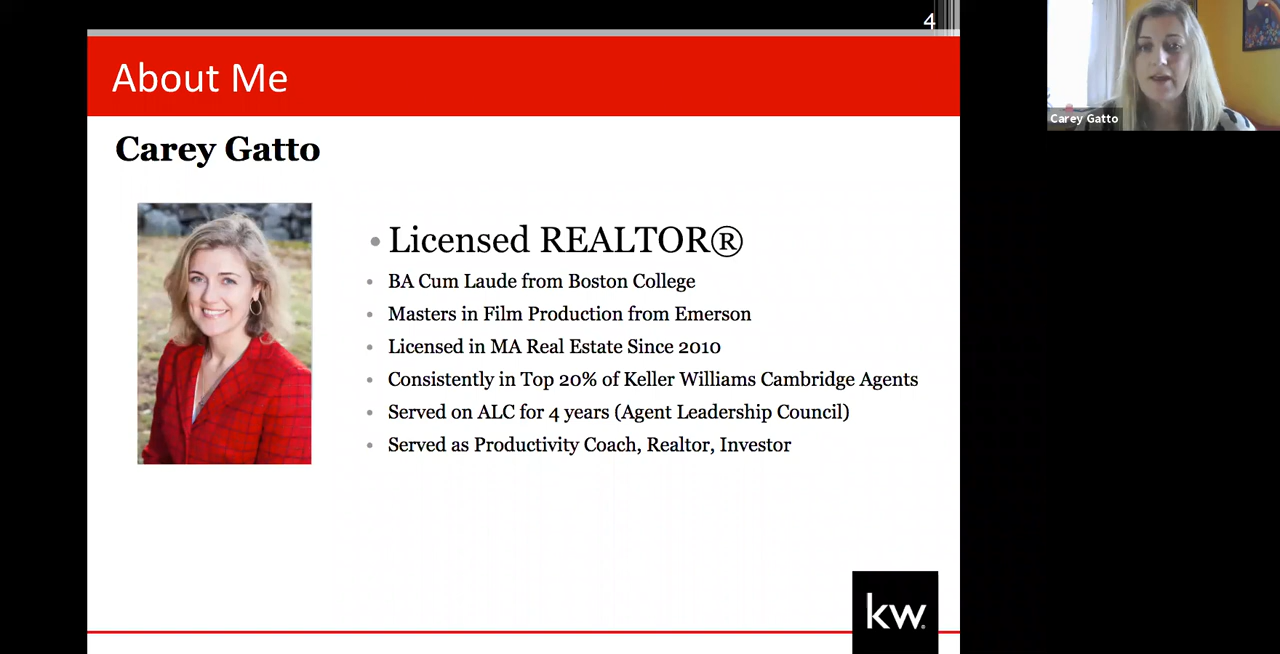 4
About Me
Carey Gatto
Carey Gatto
• Licensed REALTOR®
• BA Cum Laude from Boston College
• Masters in Film Production from Emerson
• Licensed in MA Real Estate Since 2010
• Consistently in Top 20% of Keller Williams Cambridge Agents
• Served on ALC for 4 years (Agent Leadership Council)
• Served as Productivity Coach, Realtor, Investor
kw.